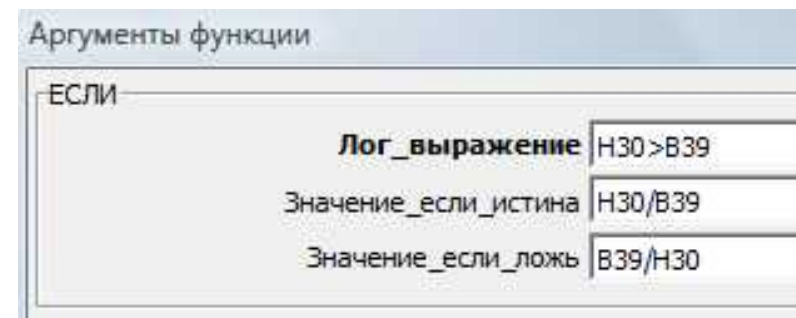 Аргументы функции
ЕСЛИ
Лог_выражение H30>B39
Значение_если_истина H30/B39
Значение_если_ложь B39/H30